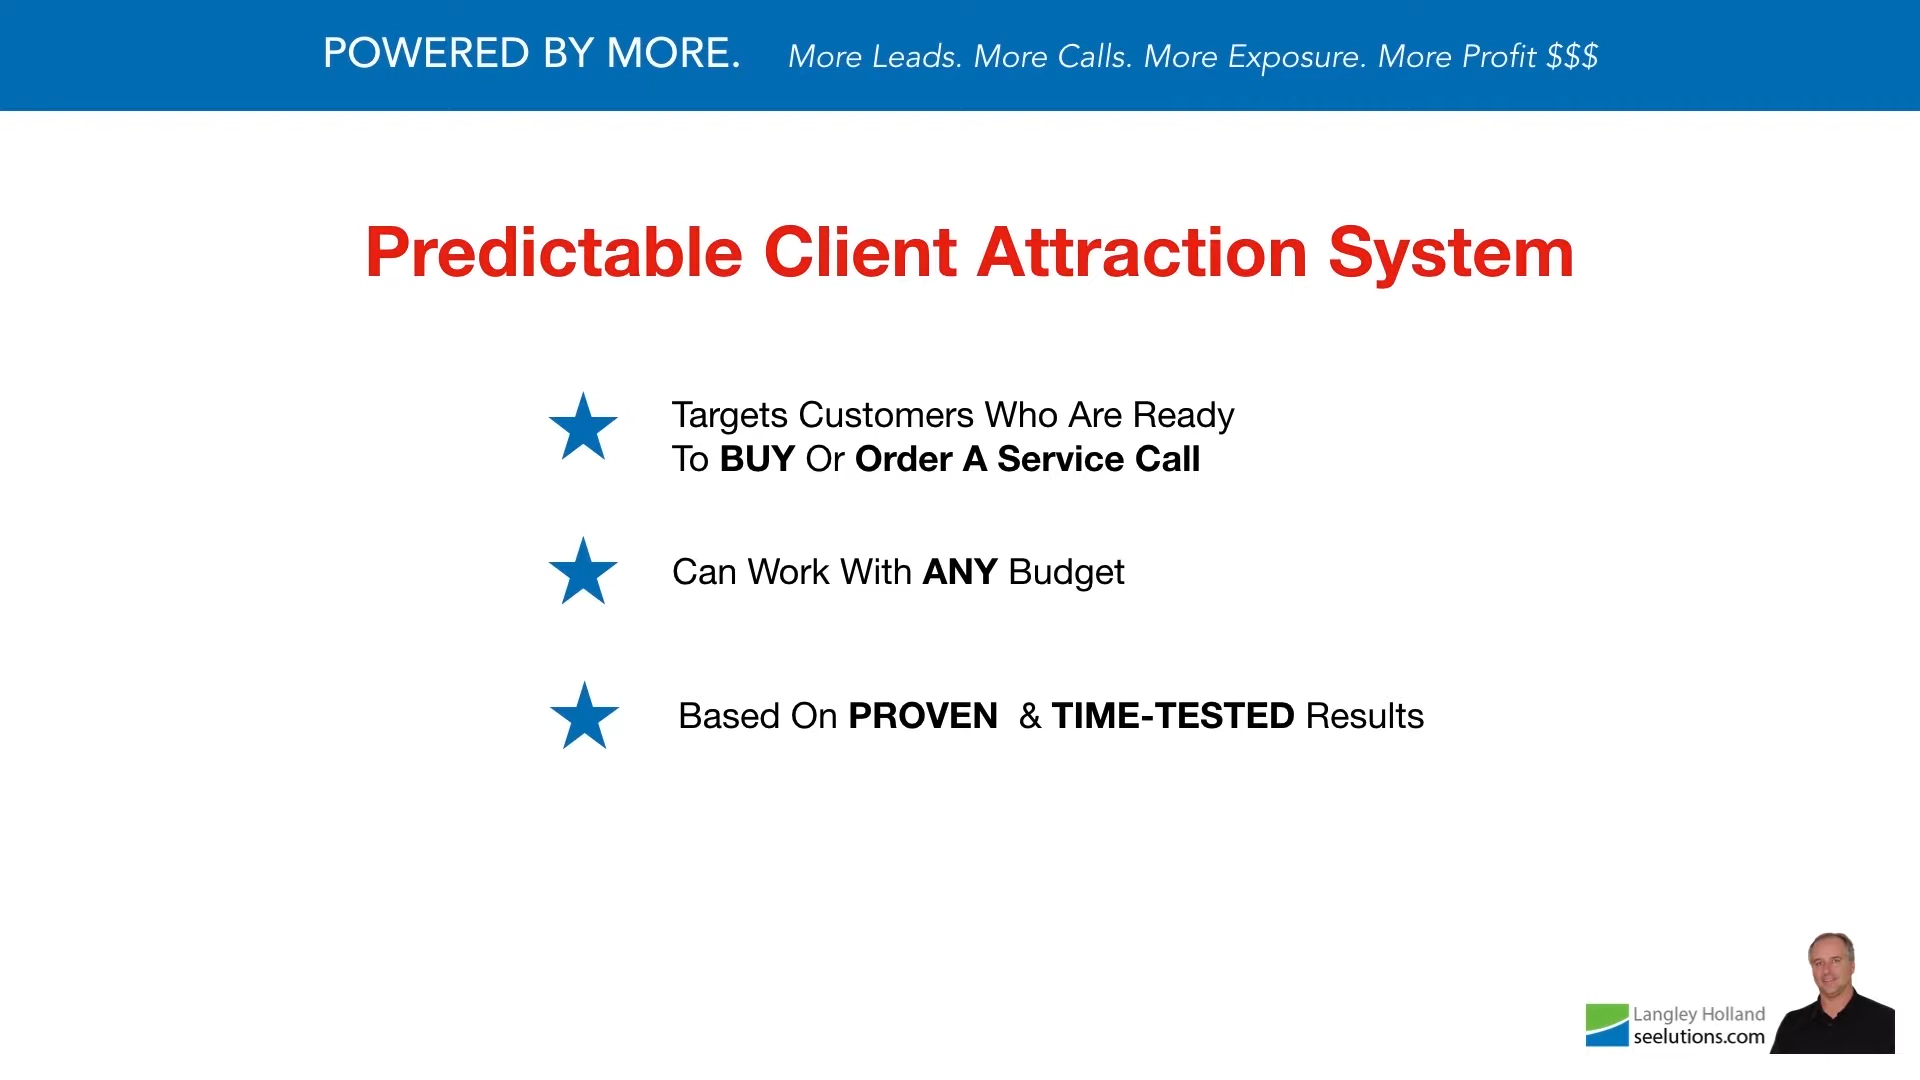 POWERED BY MORE. More Leads. More Calls. More Exposure. More Profit $$$
Predictable Client Attraction System
Targets Customers Who Are Ready
To BUY Or Order A Service Call
Can Work With ANY Budget
Based On PROVEN & TIME-TESTED Results
Langley Holland
seelutions.com